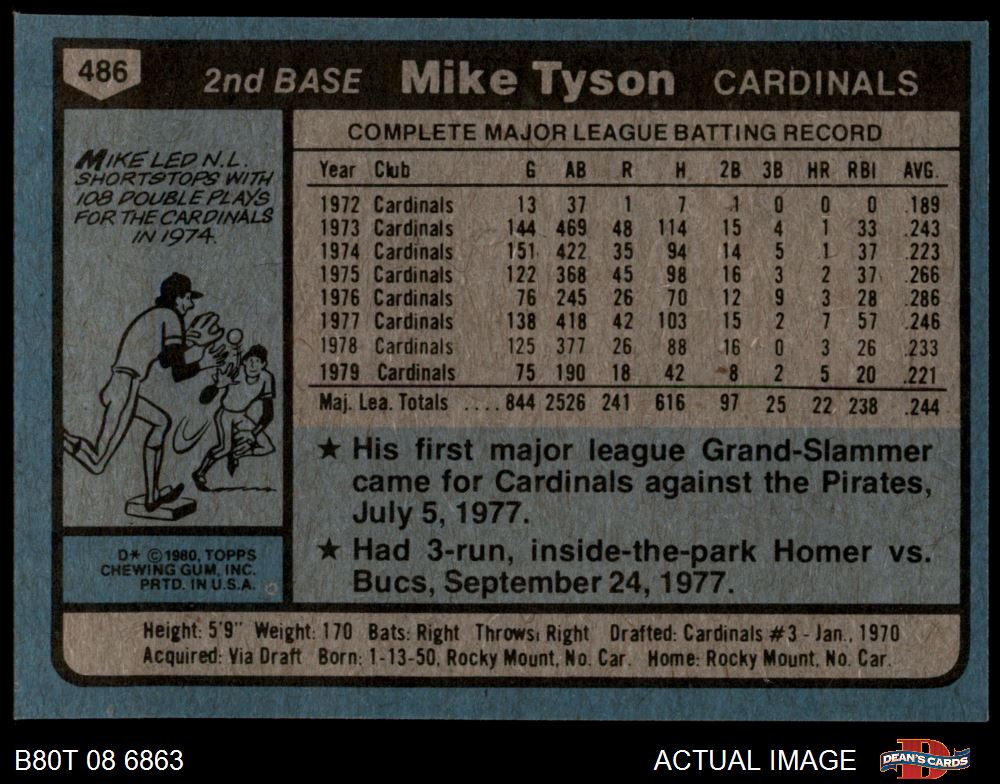 486
2nd BASE Mike Tyson CARDINALS
MIKE LED N.L.
SHORTSTOPS WITH
108 DOUBLE PLAYS
FOR THE CARDINALS
IN 1974.
COMPLETE MAJOR LEAGUE BATTING RECORD
Year Club G AB R H 2B 3B HR RBI AVG.
1972 Cardinals 13 37 1 7 1 0 0 0 .189
1973 Cardinals 144 469 48 114 15 4 1 33 .243
1974 Cardinals 151 422 35 94 14 5 1 37 .223
1975 Cardinals 122 368 45 98 16 3 2 37 .266
1976 Cardinals 76 245 26 70 12 9 3 28 .286
1977 Cardinals 138 418 42 103 15 2 7 57 .246
1978 Cardinals 125 377 26 88 16 0 3 26 .233
1979 Cardinals 75 190 18 42 8 2 5 20 .221
Maj. Lea. Totals ....844 2526 241 616 97 25 22 238 .244
★ His first major league Grand-Slammer
came for Cardinals against the Pirates,
July 5, 1977.
★ Had 3-run, inside-the-park Homer vs.
Bucs, September 24, 1977.
D* © 1980, TOPPS
CHEWING GUM, INC.
PRTD. IN U.S.A.
Height: 5'9" Weight: 170 Bats: Right Throws: Right Drafted: Cardinals #3 - Jan., 1970
Acquired: Via Draft Born: 1-13-50, Rocky Mount, No. Car. Home: Rocky Mount, No. Car.
B80T 08 6863
ACTUAL IMAGE
D
DEAN'S CARDS